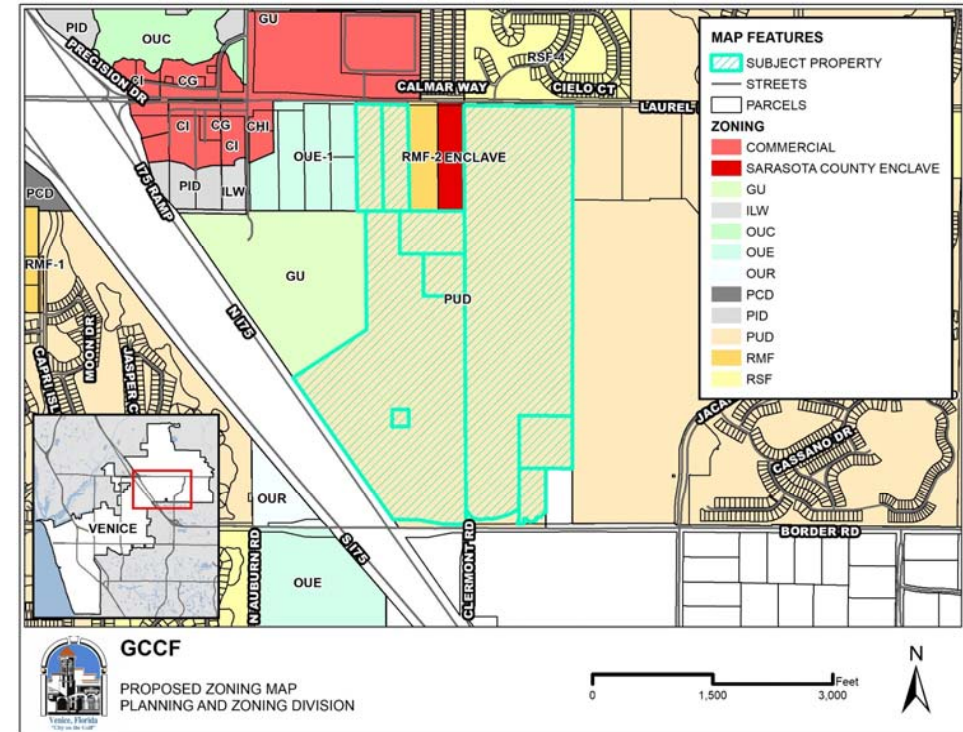 PID
OUC
GU
PRECISION DR
CI
CG
RSF-4
CALMAR WAY
CIELO CT
LAUREL
CI
CG
CHI
CI
OUE-1
RMF-2
ENCLAVE
PID
ILW
PCD
I75 RAMP
RMF-1
GU
PUD
N I75
MOON DR
CAPRI ISL
JASPER C
JACA
CASSANO DR
OUR
S I75
BORDER RD
N AUBURN RD
OUE
CLERMONT RD
VENICE
MAP FEATURES
SUBJECT PROPERTY
STREETS
PARCELS
ZONING
COMMERCIAL
SARASOTA COUNTY ENCLAVE
GU
ILW
OUC
OUE
OUR
PCD
PID
PUD
RMF
RSF
GCCF
PROPOSED ZONING MAP
PLANNING AND ZONING DIVISION
Venice, Florida
"City on the Gulf"
0
1,500
3,000
Feet
N